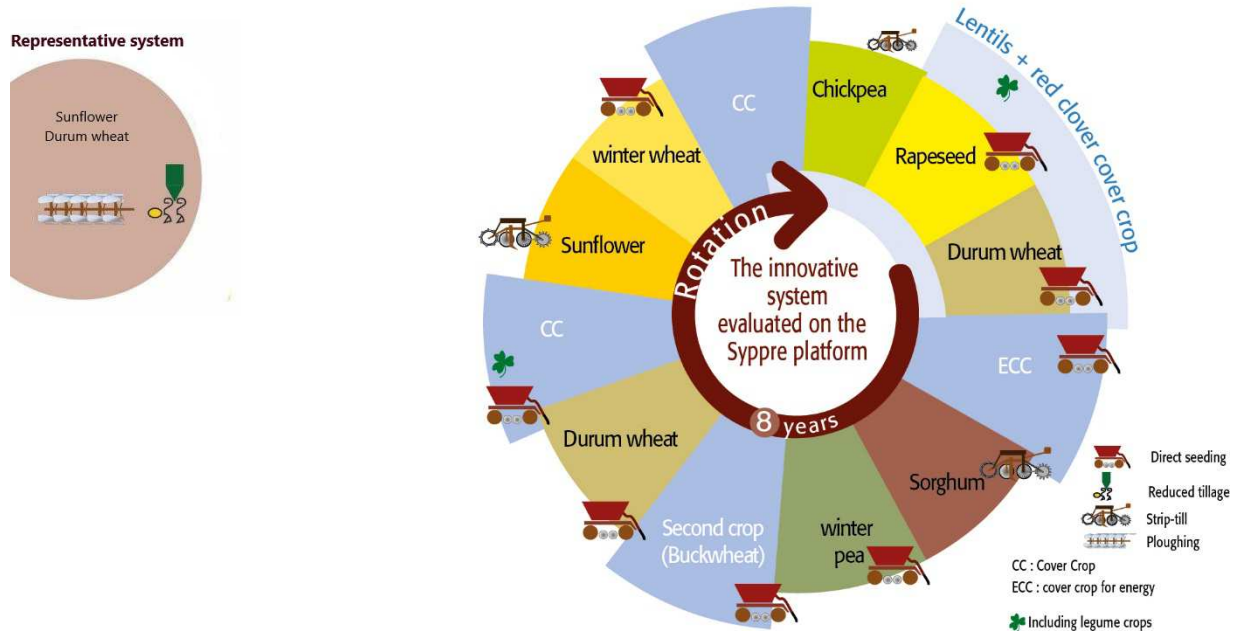 Representative system
Sunflower
Durum wheat
CC
Chickpea
Lentils + red clover cover crop
Rapeseed
Durum wheat
ECC
Sorghum
winter
pea
Second crop
(Buckwheat)
Durum wheat
CC
Sunflower
winter wheat
Rotation
8 years
The innovative
system
evaluated on the
Syppre platform
Direct seeding
Reduced tillage
Strip-till
Ploughing
CC : Cover Crop
ECC : cover crop for energy
Including legume crops